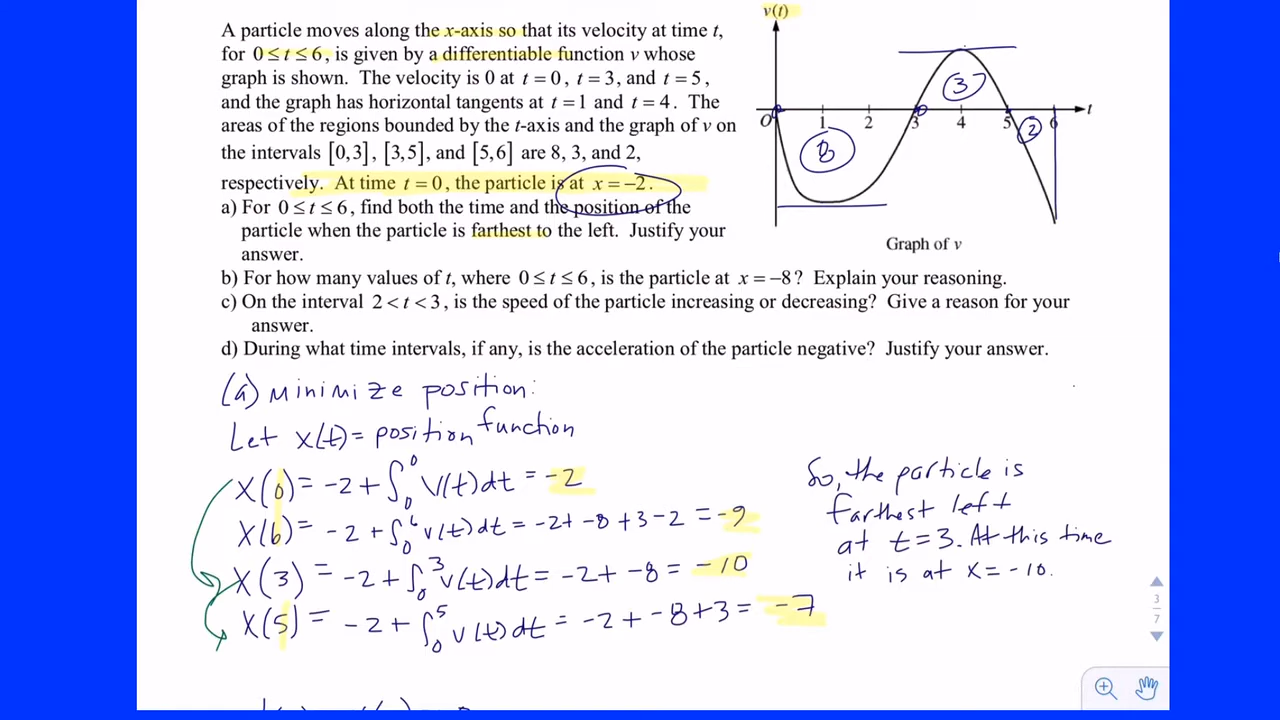 A particle moves along the x-axis so that its velocity at time t,
for 0 ≤ t ≤ 6, is given by a differentiable function v whose
graph is shown. The velocity is 0 at t = 0, t = 3, and t = 5,
and the graph has horizontal tangents at t = 1 and t = 4. The
areas of the regions bounded by the t-axis and the graph of v on
the intervals [0,3], [3,5], and [5,6] are 8, 3, and 2,
respectively. At time t = 0, the particle is at x = −2.
a) For 0 ≤ t ≤ 6, find both the time and the position of the
particle when the particle is farthest to the left. Justify your
answer.
b) For how many values of t, where 0 ≤ t ≤ 6, is the particle at x = −8? Explain your reasoning.
c) On the interval 2 < t < 3, is the speed of the particle increasing or decreasing? Give a reason for your
answer.
d) During what time intervals, if any, is the acceleration of the particle negative? Justify your answer.
v(t)
3
O 1 2 3 4 5 6 t
8 2
Graph of v
(a) minimize position:
Let x(t) = position function
x(0) = -2 + ∫₀⁰ v(t)dt = -2
x(6) = -2 + ∫₀⁶ v(t)dt = -2 + -8 + 3 - 2 = -9
x(3) = -2 + ∫₀³ v(t)dt = -2 + -8 = -10
x(5) = -2 + ∫₀⁵ v(t)dt = -2 + -8 + 3 = -7
So, the particle is
farthest left
at t = 3. At this time
it is at x = -10.
3
7